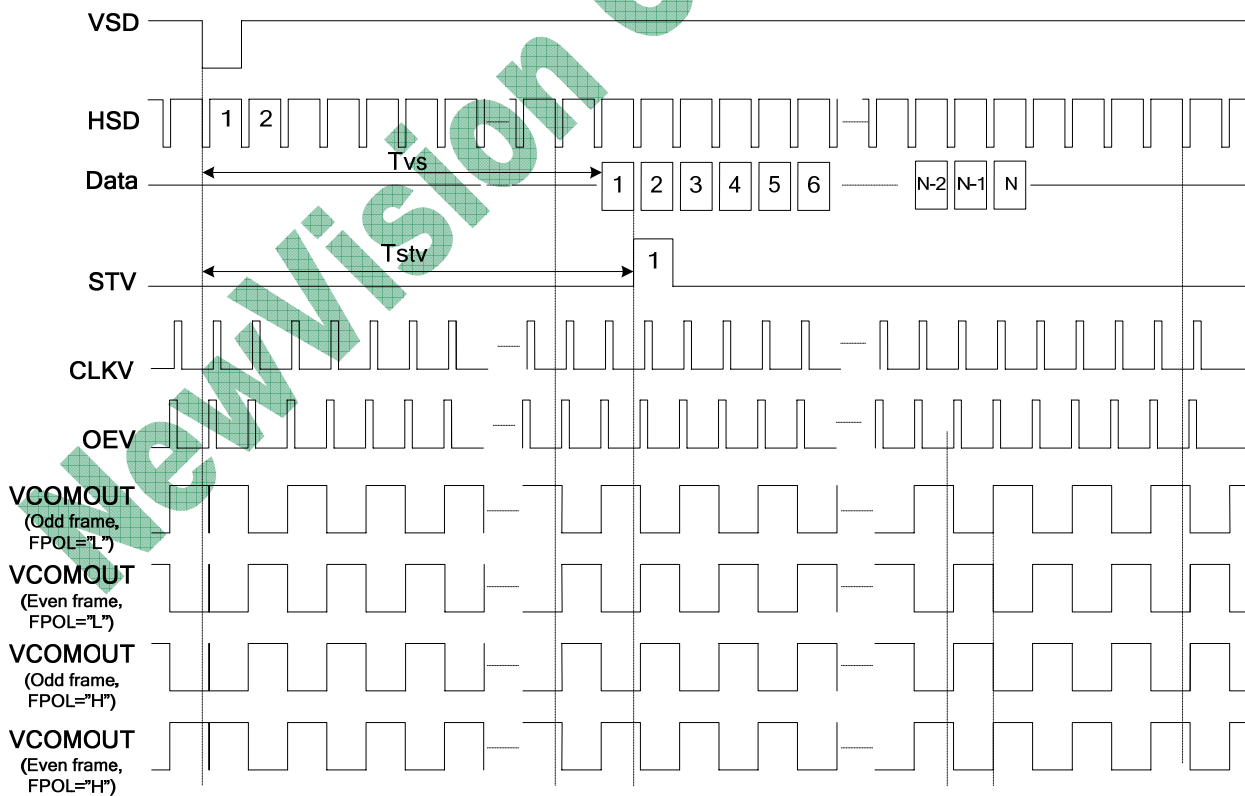 VSD
HSD
1 2
Tvs
Data
1 2 3 4 5 6 N-2 N-1 N
Tstv
STV
1
CLKV
OEV
VCOMOUT
(Odd frame,
FPOL="L")
VCOMOUT
(Even frame,
FPOL="L")
VCOMOUT
(Odd frame,
FPOL="H")
VCOMOUT
(Even frame,
FPOL="H")
NewVision